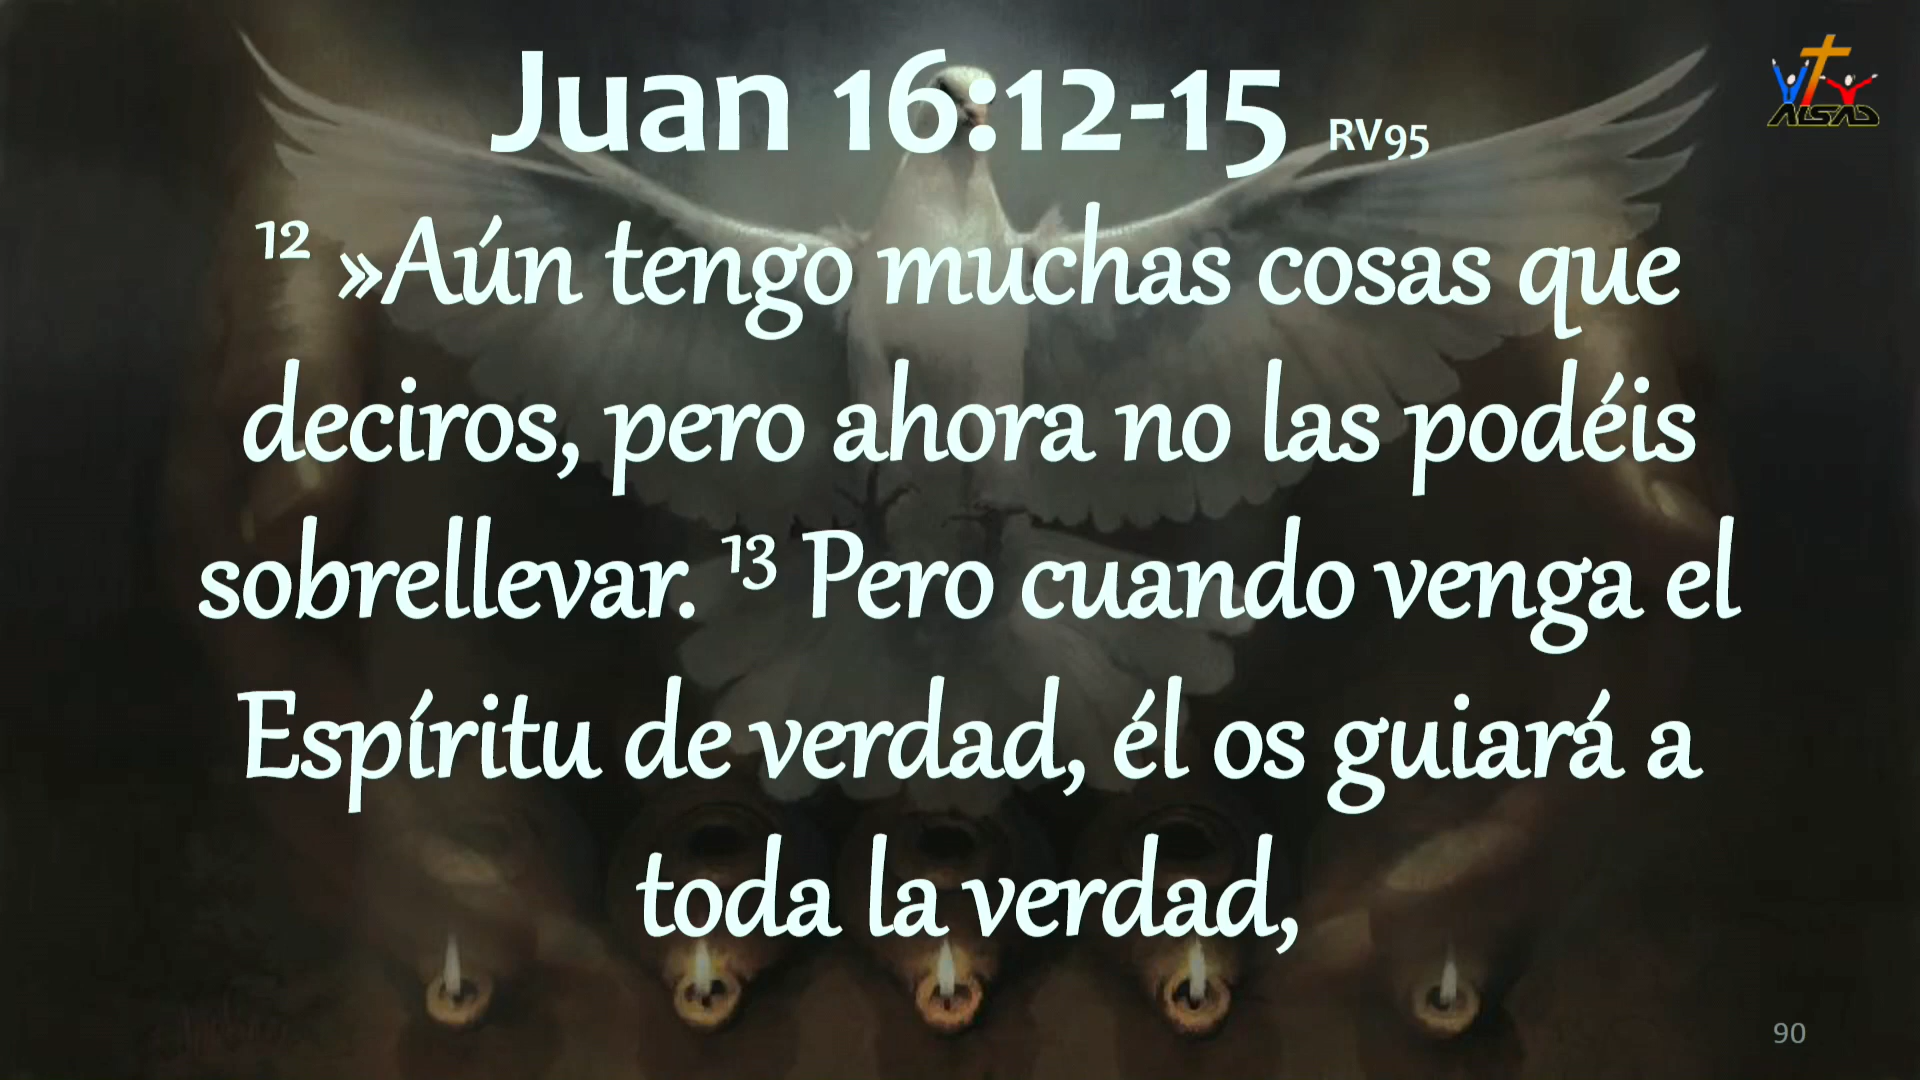 Juan 16:12-15 RV95
ALSAD
12 »Aún tengo muchas cosas que
deciros, pero ahora no las podéis
sobrellevar. 13 Pero cuando venga el
Espíritu de verdad, él os guiará a
toda la verdad,
90